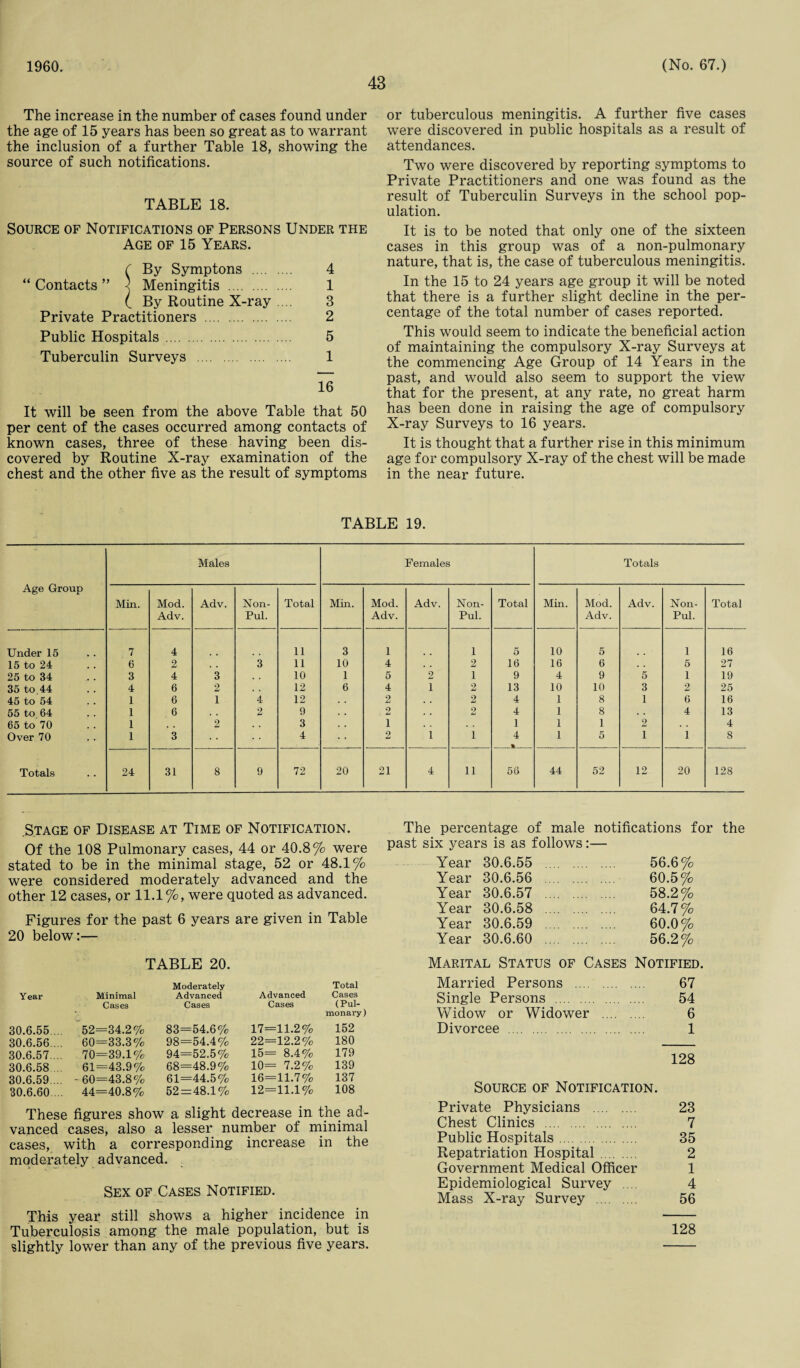 1960.
(No. 67.)
43
The increase in the number of cases found under
the age of 15 years has been so great as to warrant
the inclusion of a further Table 18, showing the
source of such notifications.
TABLE 18.
Source of Notifications of Persons Under the
Age of 15 Years.
“ Contacts ” { By Symptons .... .... 4
Meningitis .... .... .... 1
By Routine X-ray .... 3
Private Practitioners .... .... .... .... 2
Public Hospitals .... .... .... .... .... .... 5
Tuberculin Surveys .... .... .... .... 1
16
It will be seen from the above Table that 50
per cent of the cases occurred among contacts of
known cases, three of these having been dis-
covered by Routine X-ray examination of the
chest and the other five as the result of symptoms
or tuberculous meningitis. A further five cases
were discovered in public hospitals as a result of
attendances.
Two were discovered by reporting symptoms to
Private Practitioners and one was found as the
result of Tuberculin Surveys in the school pop-
ulation.
It is to be noted that only one of the sixteen
cases in this group was of a non-pulmonary
nature, that is, the case of tuberculous meningitis.
In the 15 to 24 years age group it will be noted
that there is a further slight decline in the per-
centage of the total number of cases reported.
This would seem to indicate the beneficial action
of maintaining the compulsory X-ray Surveys at
the commencing Age Group of 14 Years in the
past, and would also seem to support the view
that for the present, at any rate, no great harm
has been done in raising the age of compulsory
X-ray Surveys to 16 years.
It is thought that a further rise in this minimum
age for compulsory X-ray of the chest will be made
in the near future.
TABLE 19.
Age Group Males Females Totals
Min. Mod. Adv. Adv. Non-Pul. Total Min. Mod. Adv. Adv. Non-Pul. Total Min. Mod. Adv. Adv. Non-Pul. Total
Under 15 .. 7 4 .. .. 11 3 1 .. 1 5 10 5 .. 1 16
15 to 24 .. 6 2 .. 3 11 10 4 .. 2 16 16 6 .. 5 27
25 to 34 .. 3 4 3 .. 10 1 5 2 1 9 4 9 5 1 19
35 to 44 .. 4 6 2 .. 12 6 4 1 2 13 10 10 3 2 25
45 to 54 .. 1 6 1 4 12 .. 2 .. 2 4 1 8 1 6 16
55 to 64 .. 1 6 .. 2 9 .. 2 .. 2 4 1 8 .. 4 13
65 to 70 .. 1 .. 2 .. 3 .. 1 .. .. 1 1 1 2 .. 4
Over 70 .. 1 3 .. .. 4 .. 2 1 1 4 1 5 1 1 8
Totals .. 24 31 8 9 72 20 21 4 11 56 44 52 12 20 128
Stage of Disease at Time of Notification.
Of the 108 Pulmonary cases, 44 or 40.8% were
stated to be in the minimal stage, 52 or 48.1%
were considered moderately advanced and the
other 12 cases, or 11.1%, were quoted as advanced.
Figures for the past 6 years are given in Table
20 below:—
TABLE 20.
Year Minimal Cases Moderately Advanced Cases Advanced Cases Total Cases (Pul-monary)
30.6.55.... 52=34.2% 83=54.6% 17=11.2% 152
30.6.56.... 60=33.3% 98=54.4% 22=12.2% 180
30.6.57.... 70=39.1% 94=52.5% 15= 8.4% 179
30.6.58.... 61=43.9% 68=48.9% 10= 7.2% 139
30.6.59.... 60=43.8% 61=44.5% 16=11.7% 137
30.6.60.... 44=40.8% 52=48.1% 12=11.1% 108
These figures show a slight decrease in the ad-
vanced cases, also a lesser number of minimal
cases, with a corresponding increase in the
moderately advanced.
Sex of Cases Notified.
This year still shows a higher incidence in
Tuberculosis among the male population, but is
slightly lower than any of the previous five years.
The percentage of male notifications for the
past six years is as follows:—
Year 30.6.55 .... .... .... 56.6%
Year 30.6.56 .... .... .... 60.5%
Year 30.6.57 .... .... .... 58.2%
Year 30.6.58 .... .... .... 64.7%
Year 30.6.59 .... .... .... 60.0%
Year 30.6.60 .... .... .... 56.2%
Marital Status of Cases Notified.
Married Persons .... .... .... 67
Single Persons .... .... .... .... 54
Widow or Widower .... .... 6
Divorcee .... .... .... .... .... .... 1
128
Source of Notification.
Private Physicians .... .... 23
Chest Clinics .... .... .... .... 7
Public Hospitals .... .... .... 35
Repatriation Hospital .... .... 2
Government Medical Officer 1
Epidemiological Survey .... 4
Mass X-ray Survey .... .... 56
128